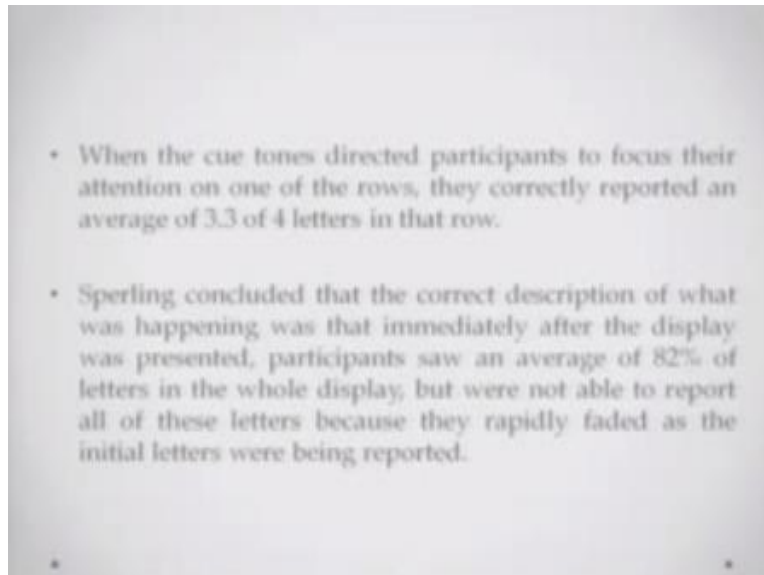 • When the cue tones directed participants to focus their
attention on one of the rows, they correctly reported an
average of 3.3 of 4 letters in that row.
• Sperling concluded that the correct description of what
was happening was that immediately after the display
was presented, participants saw an average of 82% of
letters in the whole display, but were not able to report
all of these letters because they rapidly faded as the
initial letters were being reported.